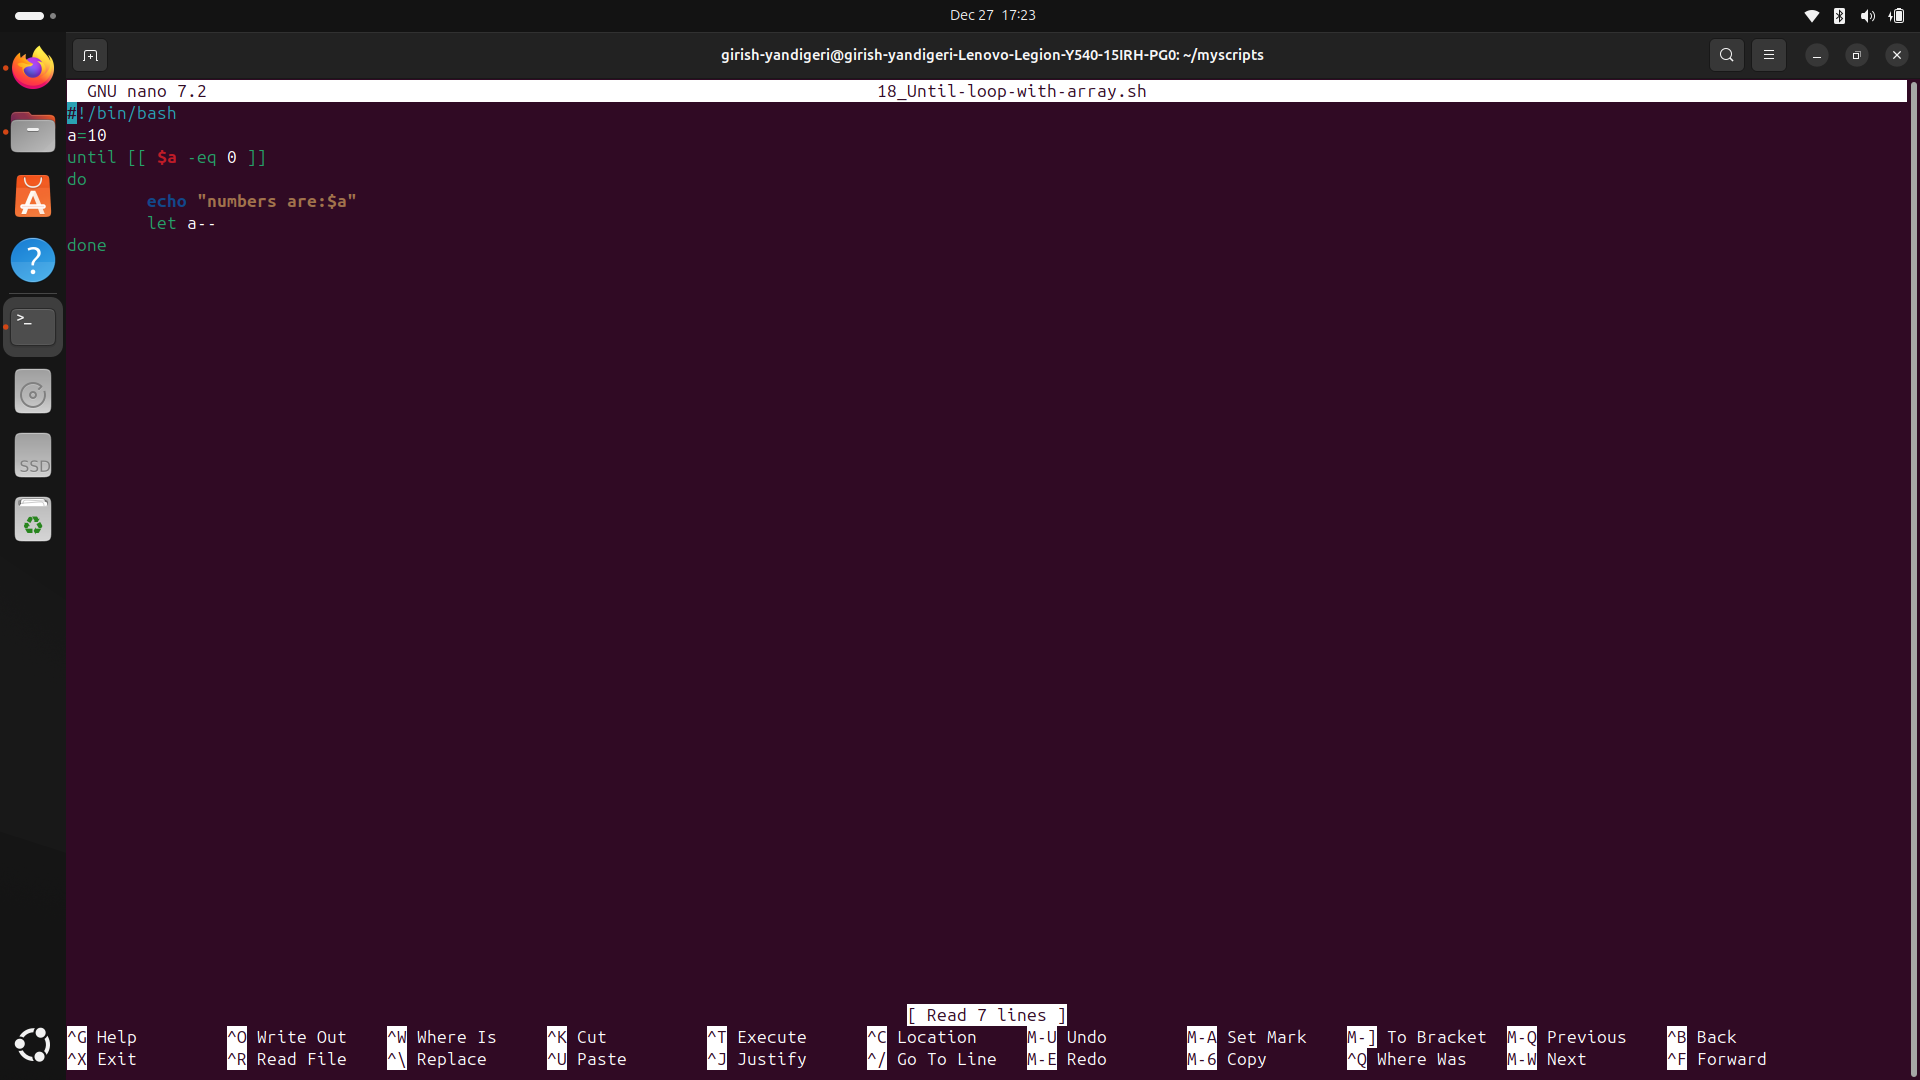 Dec 27 17:23
girish-yandigeri@girish-yandigeri-Lenovo-Legion-Y540-15IRH-PG0: ~/myscripts
GNU nano 7.2 18_Until-loop-with-array.sh
#!/bin/bash
a=10
until [[ $a -eq 0 ]]
do
echo "numbers are:$a"
let a--
done
>_
SSD
[ Read 7 lines ]
^G Help ^O Write Out ^W Where Is ^K Cut ^T Execute ^C Location M-U Undo M-A Set Mark M-] To Bracket M-Q Previous ^B Back
^X Exit ^R Read File ^\ Replace ^U Paste ^J Justify ^/ Go To Line M-E Redo M-6 Copy ^Q Where Was M-W Next ^F Forward